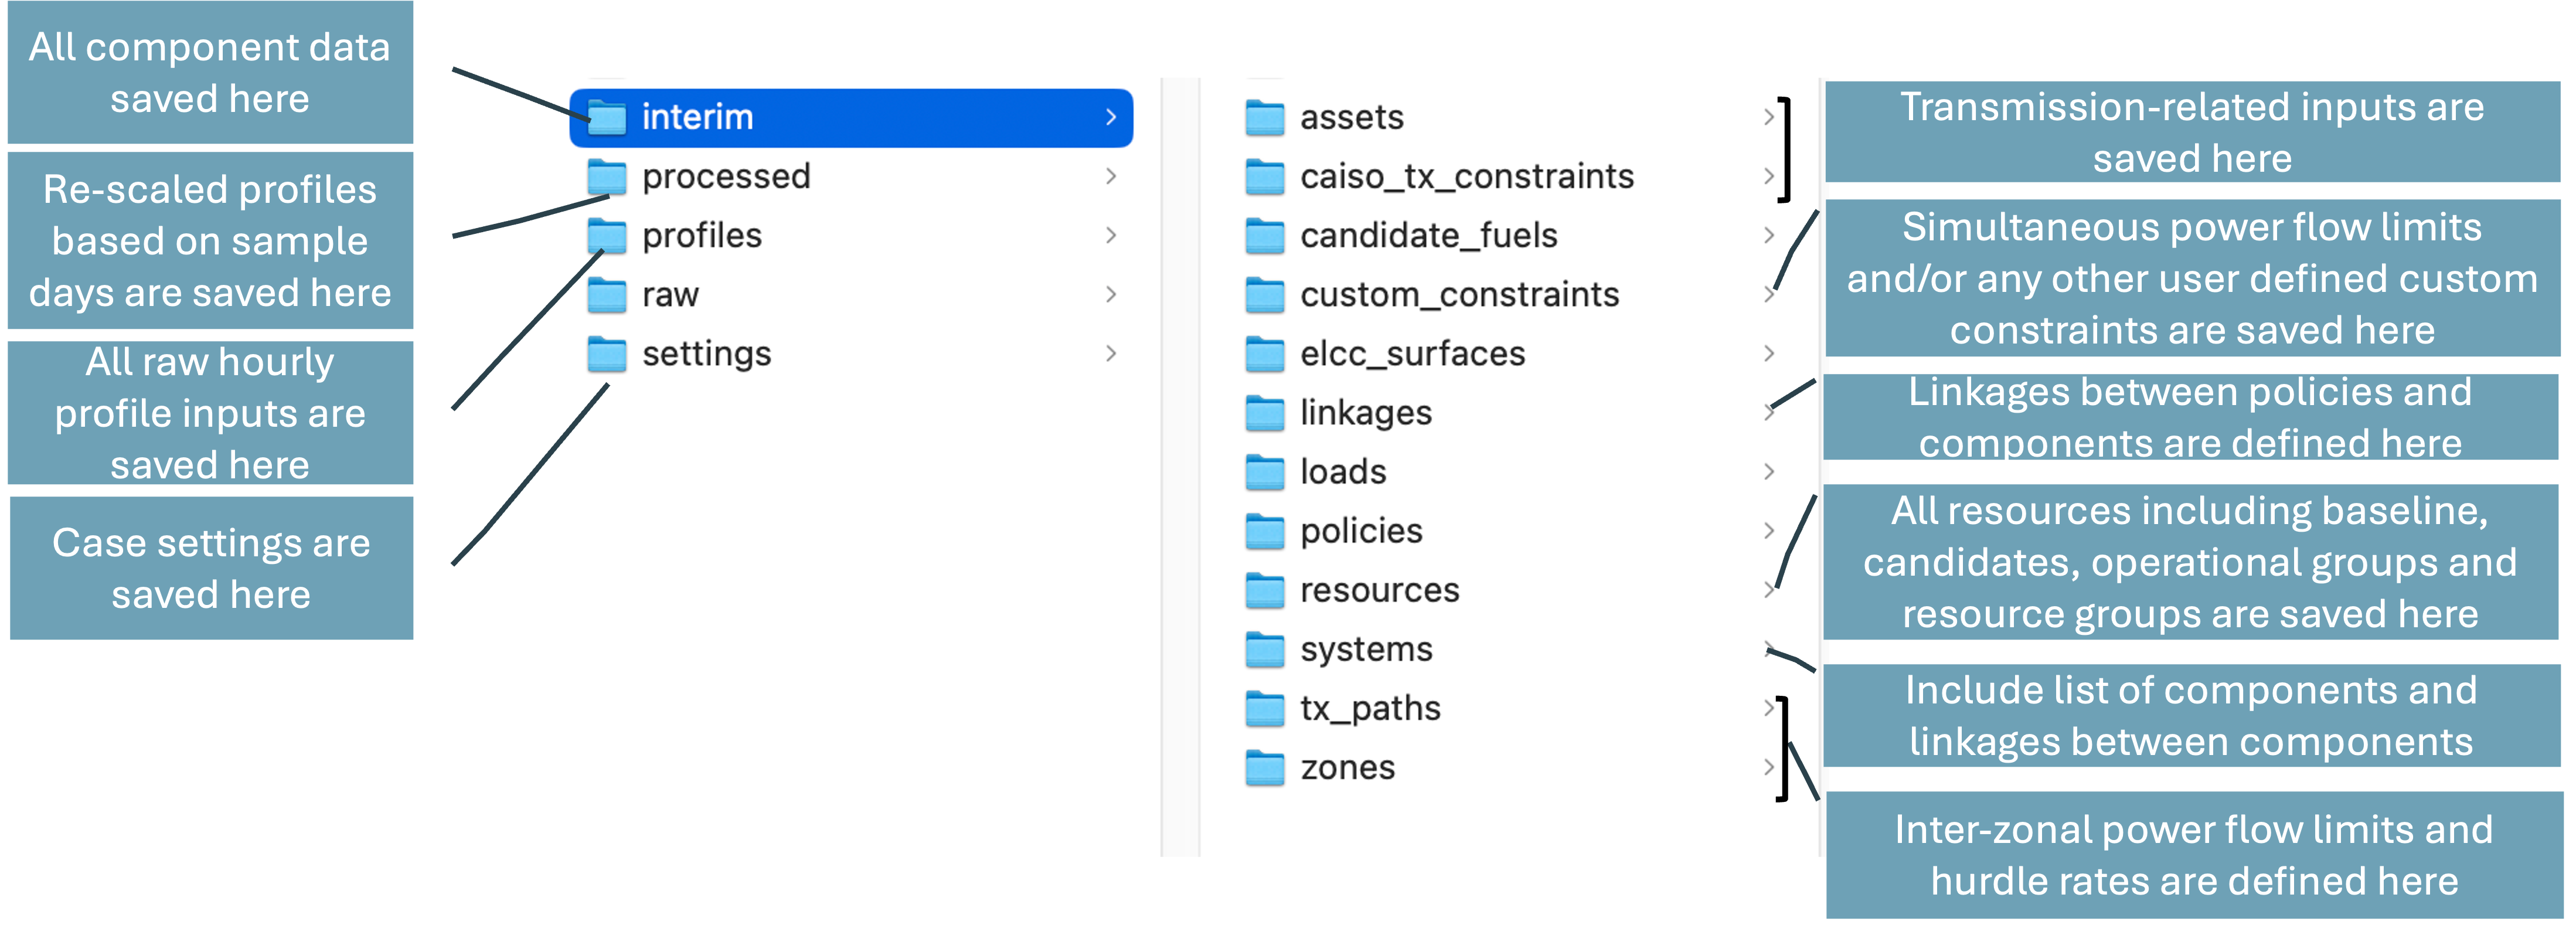 All component data
saved here
Re-scaled profiles
based on sample
days are saved here
All raw hourly
profile inputs are
saved here
Case settings are
saved here
interim
processed
profiles
raw
settings
assets
caiso_tx_constraints
candidate_fuels
custom_constraints
elcc_surfaces
linkages
loads
policies
resources
systems
tx_paths
zones
Transmission-related inputs are
saved here
Simultaneous power flow limits
and/or any other user defined custom
constraints are saved here
Linkages between policies and
components are defined here
All resources including baseline,
candidates, operational groups and
resource groups are saved here
Include list of components and
linkages between components
Inter-zonal power flow limits and
hurdle rates are defined here